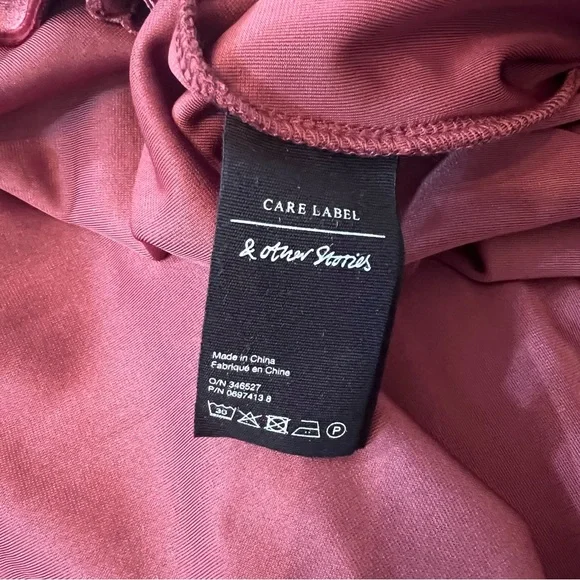 CARE LABEL
& other Stories
Made in China
Fabriqué en Chine
O/N 346527
P/N 0697413 8
30 P